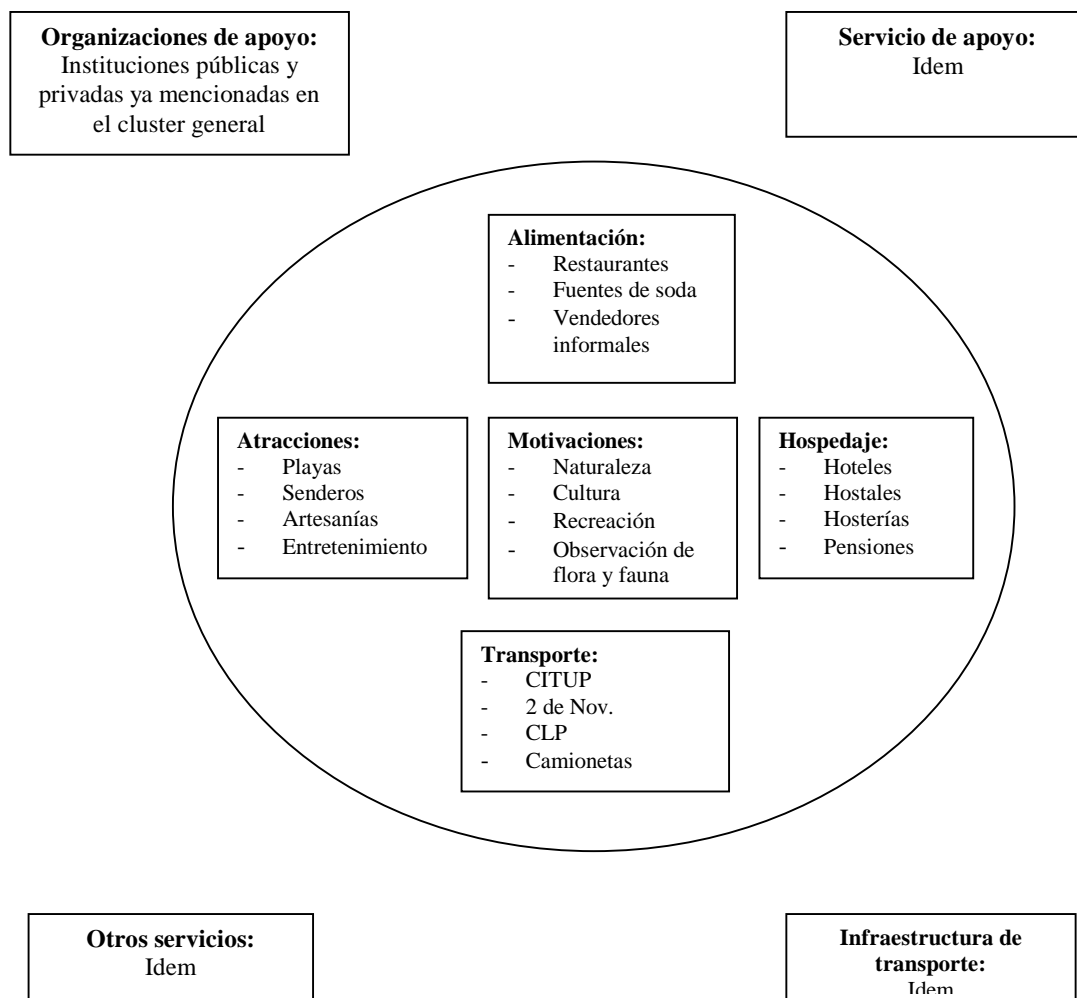 Organizaciones de apoyo:
Instituciones públicas y
privadas ya mencionadas en
el cluster general
Servicio de apoyo:
Idem
Alimentación:
- Restaurantes
- Fuentes de soda
- Vendedores
informales
Atracciones:
- Playas
- Senderos
- Artesanías
- Entretenimiento
Motivaciones:
- Naturaleza
- Cultura
- Recreación
- Observación de
flora y fauna
Hospedaje:
- Hoteles
- Hostales
- Hosterías
- Pensiones
Transporte:
- CITUP
- 2 de Nov.
- CLP
- Camionetas
Otros servicios:
Idem
Infraestructura de
transporte:
Idem